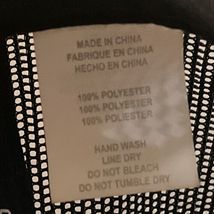 MADE IN CHINA
FABRIQUE EN CHINA
HECHO EN CHINA
100% POLYESTER
100% POLYESTER
100% POLYESTER
HAND WASH
LINE DRY
DO NOT BLEACH
DO NOT TUMBLE DRY